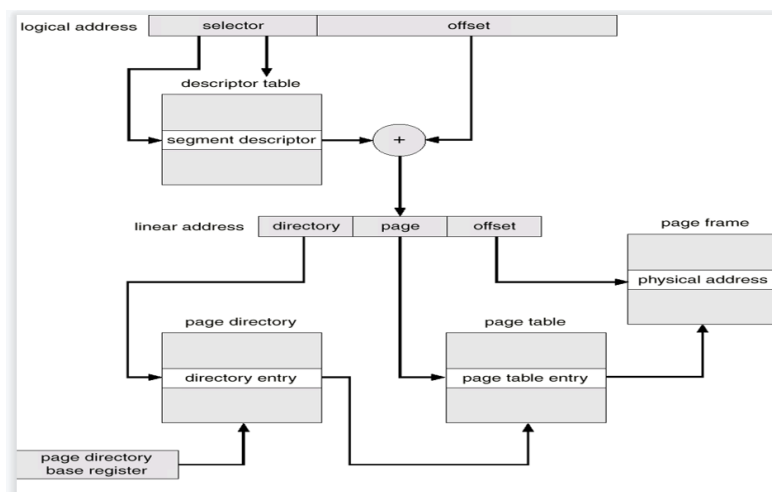 logical address
selector
offset
descriptor table
segment descriptor
+
linear address
directory
page
offset
page frame
physical address
page directory
page table
directory entry
page table entry
page directory
base register